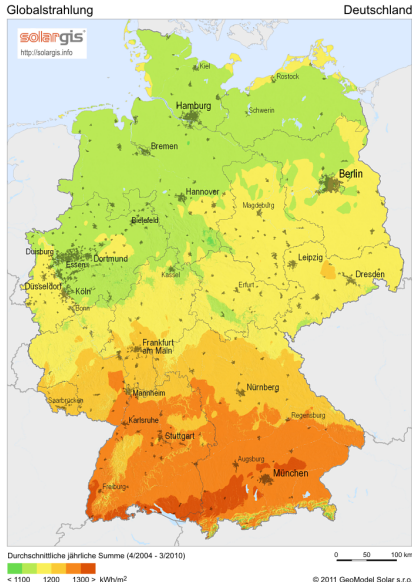 Globalstrahlung Deutschland
solargis®
http://solargis.info
Kiel
Rostock
Hamburg
Schwerin
Bremen
Berlin
Hannover
Magdeburg
Bielefeld
Duisburg
Essen
Dortmund
Kassel
Leipzig
Düsseldorf
Köln
Dresden
Erfurt
Bonn
Frankfurt
am Main
Saarbrücken
Mannheim
Nürnberg
Karlsruhe
Regensburg
Stuttgart
Augsburg
Freiburg
München
Durchschnittliche jährliche Summe (4/2004 - 3/2010)
0 50 100 km
< 1100 1200 1300 > kWh/m²
© 2011 GeoModel Solar s.r.o.